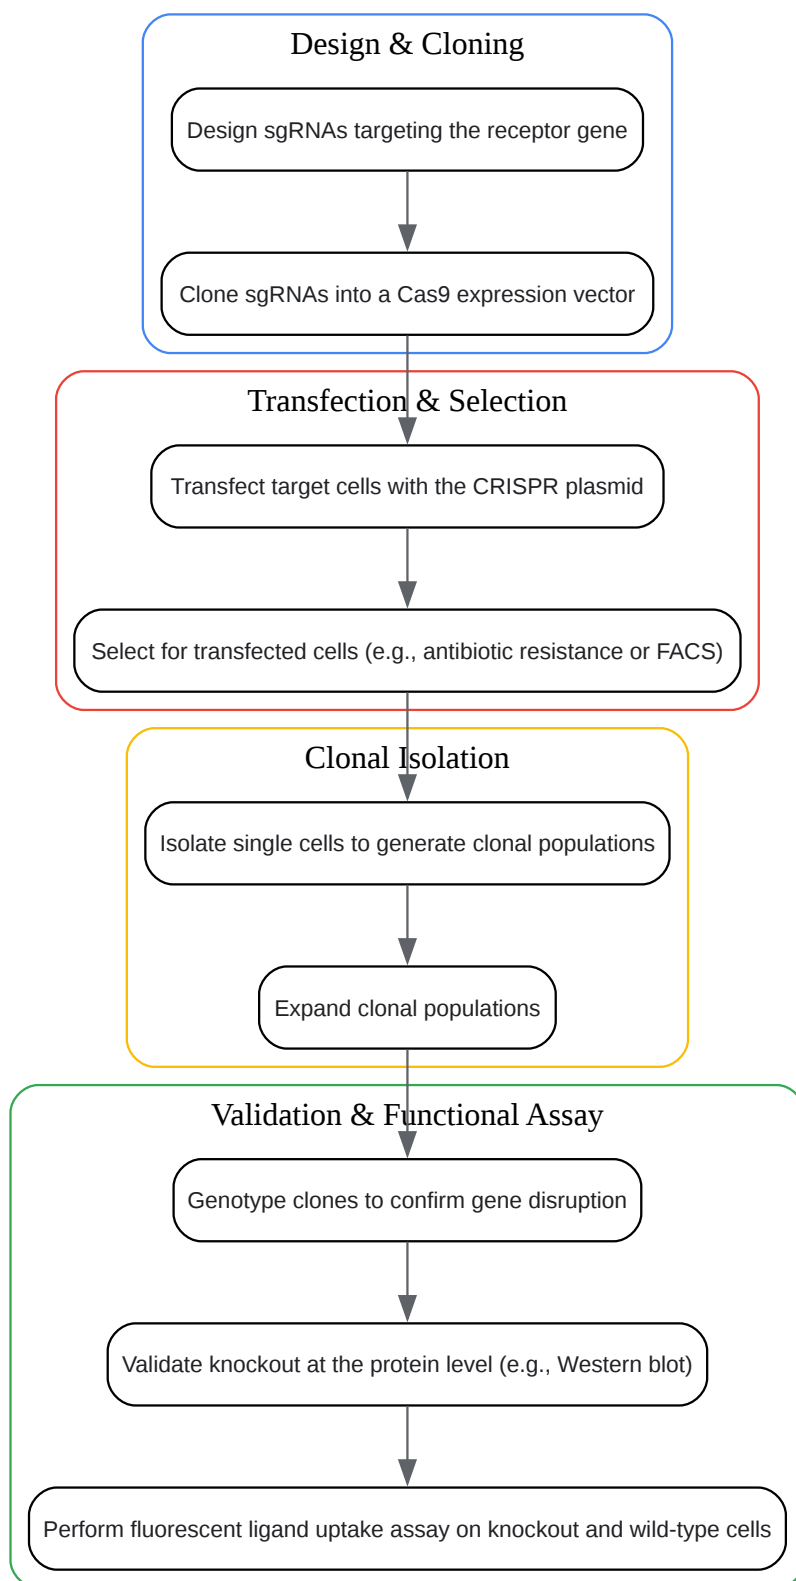 Design & Cloning
Design sgRNAs targeting the receptor gene
Clone sgRNAs into a Cas9 expression vector
Transfection & Selection
Transfect target cells with the CRISPR plasmid
Select for transfected cells (e.g., antibiotic resistance or FACS)
Clonal Isolation
Isolate single cells to generate clonal populations
Expand clonal populations
Validation & Functional Assay
Genotype clones to confirm gene disruption
Validate knockout at the protein level (e.g., Western blot)
Perform fluorescent ligand uptake assay on knockout and wild-type cells